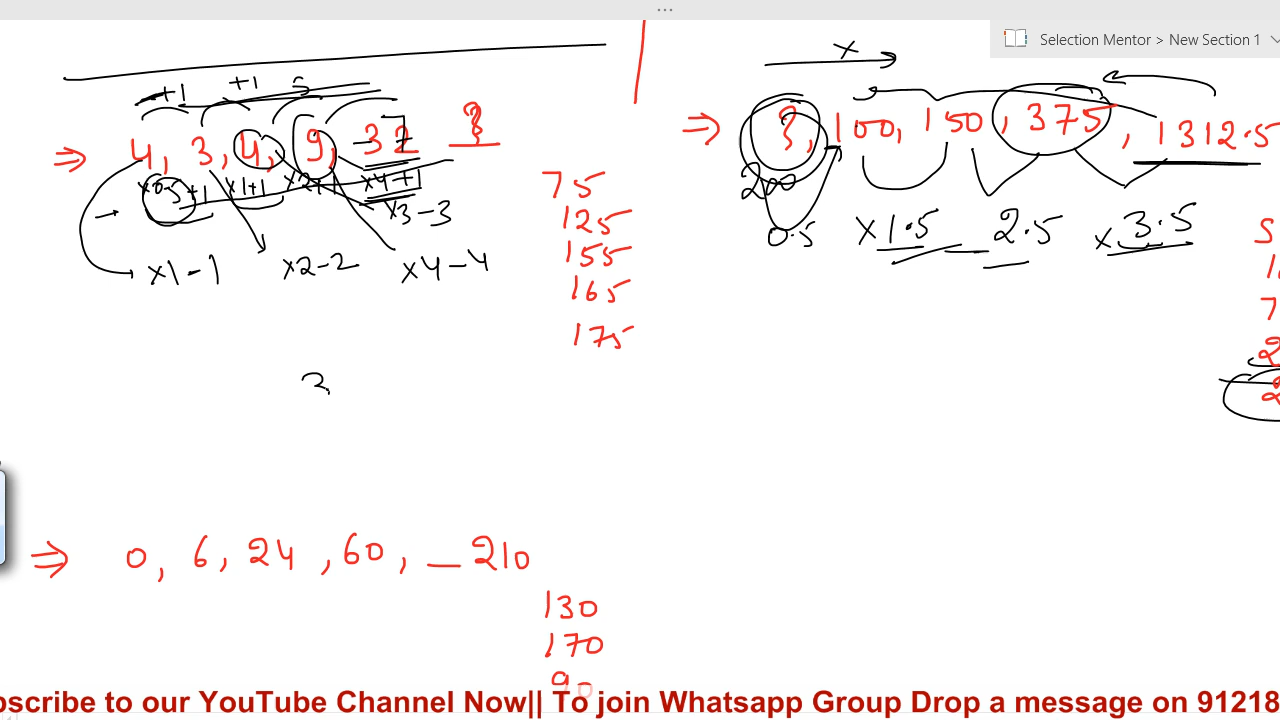 Selection Mentor > New Section 1
+1 +1 5
⇒ 4, 3, 4, 9, 37 ?
x0.5+1 x1+1 x2+1 x4+1
x3-3
x1-1 x2-2 x4-4
75
125
155
165
175
3
x
⇒ ?, 100, 150, 375, 1312.5
200
0.5 x1.5 2.5 x3.5
⇒ 0, 6, 24, 60, _ 210
130
170
90
bscribe to our YouTube Channel Now|| To join Whatsapp Group Drop a message on 91218